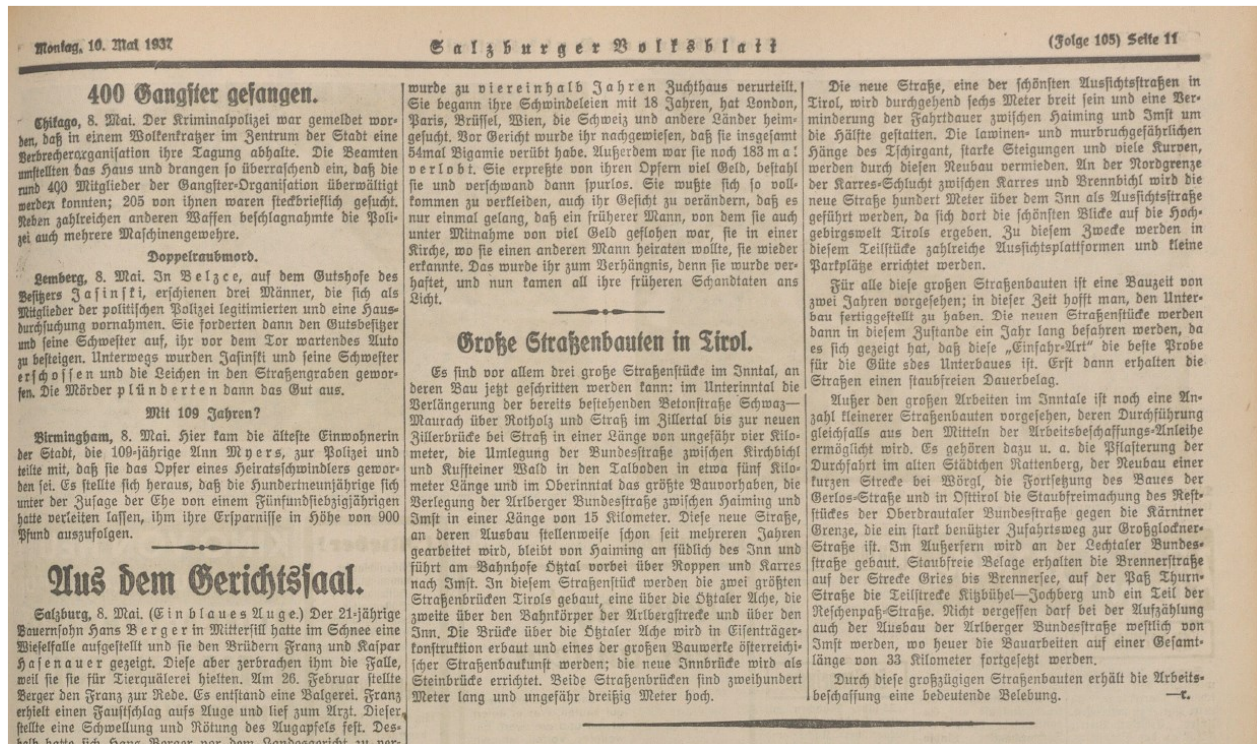 Montag, 10. Mai 1937
Salzburger Volksblatt
(Folge 105) Seite 11
400 Gangster gefangen.
Chikago, 8. Mai. Der Kriminalpolizei war gemeldet wor-
den, daß in einem Wolkenkratzer im Zentrum der Stadt eine
Verbrecherorganisation ihre Tagung abhalte. Die Beamten
umstellten das Haus und drangen so überraschend ein, daß die
rund 400 Mitglieder der Gangster-Organisation überwältigt
werden konnten; 205 von ihnen waren steckbrieflich gesucht.
Neben zahlreichen anderen Waffen beschlagnahmte die Poli-
zei auch mehrere Maschinengewehre.
Doppelraubmord.
Lemberg, 8. Mai. In Belzce, auf dem Gutshofe des
Besitzers Jasinski, erschienen drei Männer, die sich als
Mitglieder der politischen Polizei legitimierten und eine Haus-
durchsuchung vornahmen. Sie forderten dann den Gutsbesitzer
und seine Schwester auf, ihr vor dem Tor wartendes Auto
zu besteigen. Unterwegs wurden Jasinski und seine Schwester
erschossen und die Leichen in den Straßengraben gewor-
fen. Die Mörder plünderten dann das Gut aus.
Mit 109 Jahren?
Birmingham, 8. Mai. Hier kam die älteste Einwohnerin
der Stadt, die 109-jährige Ann Myers, zur Polizei und
teilte mit, daß sie das Opfer eines Heiratschwindlers gewor-
den sei. Es stellte sich heraus, daß die Hundertneunjährige sich
unter der Zusage der Ehe von einem Fünfundsiebzigjährigen
hatte verleiten lassen, ihm ihre Ersparnisse in Höhe von 900
Pfund auszufolgen.
Aus dem Gerichtssaal.
Salzburg, 8. Mai. (Ein blaues Auge.) Der 21-jährige
Bauernsohn Hans Berger in Mittersill hatte im Schnee eine
Wieselfalle aufgestellt und sie den Brüdern Franz und Kaspar
Hasenauer gezeigt. Diese aber zerbrachen ihm die Falle,
weil sie sie für Tierquälerei hielten. Am 26. Februar stellte
Berger den Franz zur Rede. Es entstand eine Balgerei. Franz
erhielt einen Faustschlag aufs Auge und lief zum Arzt. Dieser
stellte eine Schwellung und Rötung des Augapfels fest. Des-
halb hatte sich Hans Berger vor dem Landesgericht zu ver-
wurde zu viereinhalb Jahren Zuchthaus verurteilt.
Sie begann ihre Schwindeleien mit 18 Jahren, hat London,
Paris, Brüssel, Wien, die Schweiz und andere Länder heim-
gesucht. Vor Gericht wurde ihr nachgewiesen, daß sie insgesamt
54mal Bigamie verübt habe. Außerdem war sie noch 183 mal
verlobt. Sie erpreßte von ihren Opfern viel Geld, bestahl
sie und verschwand dann spurlos. Sie wußte sich so voll-
kommen zu verkleiden, auch ihr Gesicht zu verändern, daß es
nur einmal gelang, daß ein früherer Mann, von dem sie auch
unter Mitnahme von viel Geld geflohen war, sie in einer
Kirche, wo sie einen anderen Mann heiraten wollte, sie wieder
erkannte. Das wurde ihr zum Verhängnis, denn sie wurde ver-
haftet, und nun kamen all ihre früheren Schandtaten ans
Licht.
Große Straßenbauten in Tirol.
Es sind vor allem drei große Straßenstücke im Inntal, an
deren Bau jetzt geschritten werden kann: im Unterinntal die
Verlängerung der bereits bestehenden Betonstraße Schwaz—
Maurach über Rotholz und Straß im Zillertal bis zur neuen
Zillerbrücke bei Straß in einer Länge von ungefähr vier Kilo-
meter, die Umlegung der Bundesstraße zwischen Kirchbichl
und Kufsteiner Wald in den Talboden in etwa fünf Kilo-
meter Länge und im Oberinntal das größte Bauvorhaben, die
Verlegung der Arlberger Bundesstraße zwischen Haiming und
Imst in einer Länge von 15 Kilometer. Diese neue Straße,
an deren Ausbau stellenweise schon seit mehreren Jahren
gearbeitet wird, bleibt von Haiming an südlich des Inn und
führt am Bahnhofe Ötztal vorbei über Roppen und Karres
nach Imst. In diesem Straßenstück werden die zwei größten
Straßenbrücken Tirols gebaut, eine über die Ötztaler Ache, die
zweite über den Bahnkörper der Arlbergstrecke und über den
Inn. Die Brücke über die Ötztaler Ache wird in Eisenträger-
konstruktion erbaut und eines der großen Bauwerke österreichi-
scher Straßenbaukunst werden; die neue Innbrücke wird als
Steinbrücke errichtet. Beide Straßenbrücken sind zweihundert
Meter lang und ungefähr dreißig Meter hoch.
Die neue Straße, eine der schönsten Aussichtsstraßen in
Tirol, wird durchgehend sechs Meter breit sein und eine Ver-
minderung der Fahrtdauer zwischen Haiming und Imst um
die Hälfte gestatten. Die lawinen- und murbruchgefährlichen
Hänge des Tschirgant, starke Steigungen und viele Kurven,
werden durch diesen Neubau vermieden. An der Nordgrenze
der Karres-Schlucht zwischen Karres und Brennbichl wird die
neue Straße hundert Meter über dem Inn als Aussichtsstraße
geführt werden, da sich dort die schönsten Blicke auf die Hoch-
gebirgswelt Tirols ergeben. Zu diesem Zwecke werden in
diesem Teilstücke zahlreiche Aussichtsplattformen und kleine
Parkplätze errichtet werden.
Für alle diese großen Straßenbauten ist eine Bauzeit von
zwei Jahren vorgesehen; in dieser Zeit hofft man, den Unter-
bau fertiggestellt zu haben. Die neuen Straßenstücke werden
dann in diesem Zustande ein Jahr lang befahren werden, da
es sich gezeigt hat, daß diese „Einfahr-Art“ die beste Probe
für die Güte sdes Unterbaues ist. Erst dann erhalten die
Straßen einen staubfreien Dauerbelag.
Außer den großen Arbeiten im Inntale ist noch eine An-
zahl kleinerer Straßenbauten vorgesehen, deren Durchführung
gleichfalls aus den Mitteln der Arbeitsbeschaffungs-Anleihe
ermöglicht wird. Es gehören dazu u. a. die Pflasterung der
Durchfahrt im alten Städtchen Rattenberg, der Neubau einer
kurzen Strecke bei Wörgl, die Fortsetzung des Baues der
Gerlos-Straße und in Osttirol die Staubfreimachung des Rest-
stückes der Oberdrautaler Bundesstraße gegen die Kärntner
Grenze, die ein stark benützter Zufahrtsweg zur Großglockner-
Straße ist. Im Außerfern wird an der Lechtaler Bundes-
straße gebaut. Staubfreie Belage erhalten die Brennerstraße
auf der Strecke Gries bis Brennersee, auf der Paß Thurn-
Straße die Teilstrecke Kitzbühel—Jochberg und ein Teil der
Reschenpaß-Straße. Nicht vergessen darf bei der Aufzählung
auch der Ausbau der Arlberger Bundesstraße westlich von
Imst werden, wo heuer die Bauarbeiten auf einer Gesamt-
länge von 33 Kilometer fortgesetzt werden.
Durch diese großzügigen Straßenbauten erhält die Arbeits-
beschaffung eine bedeutende Belebung. —r.